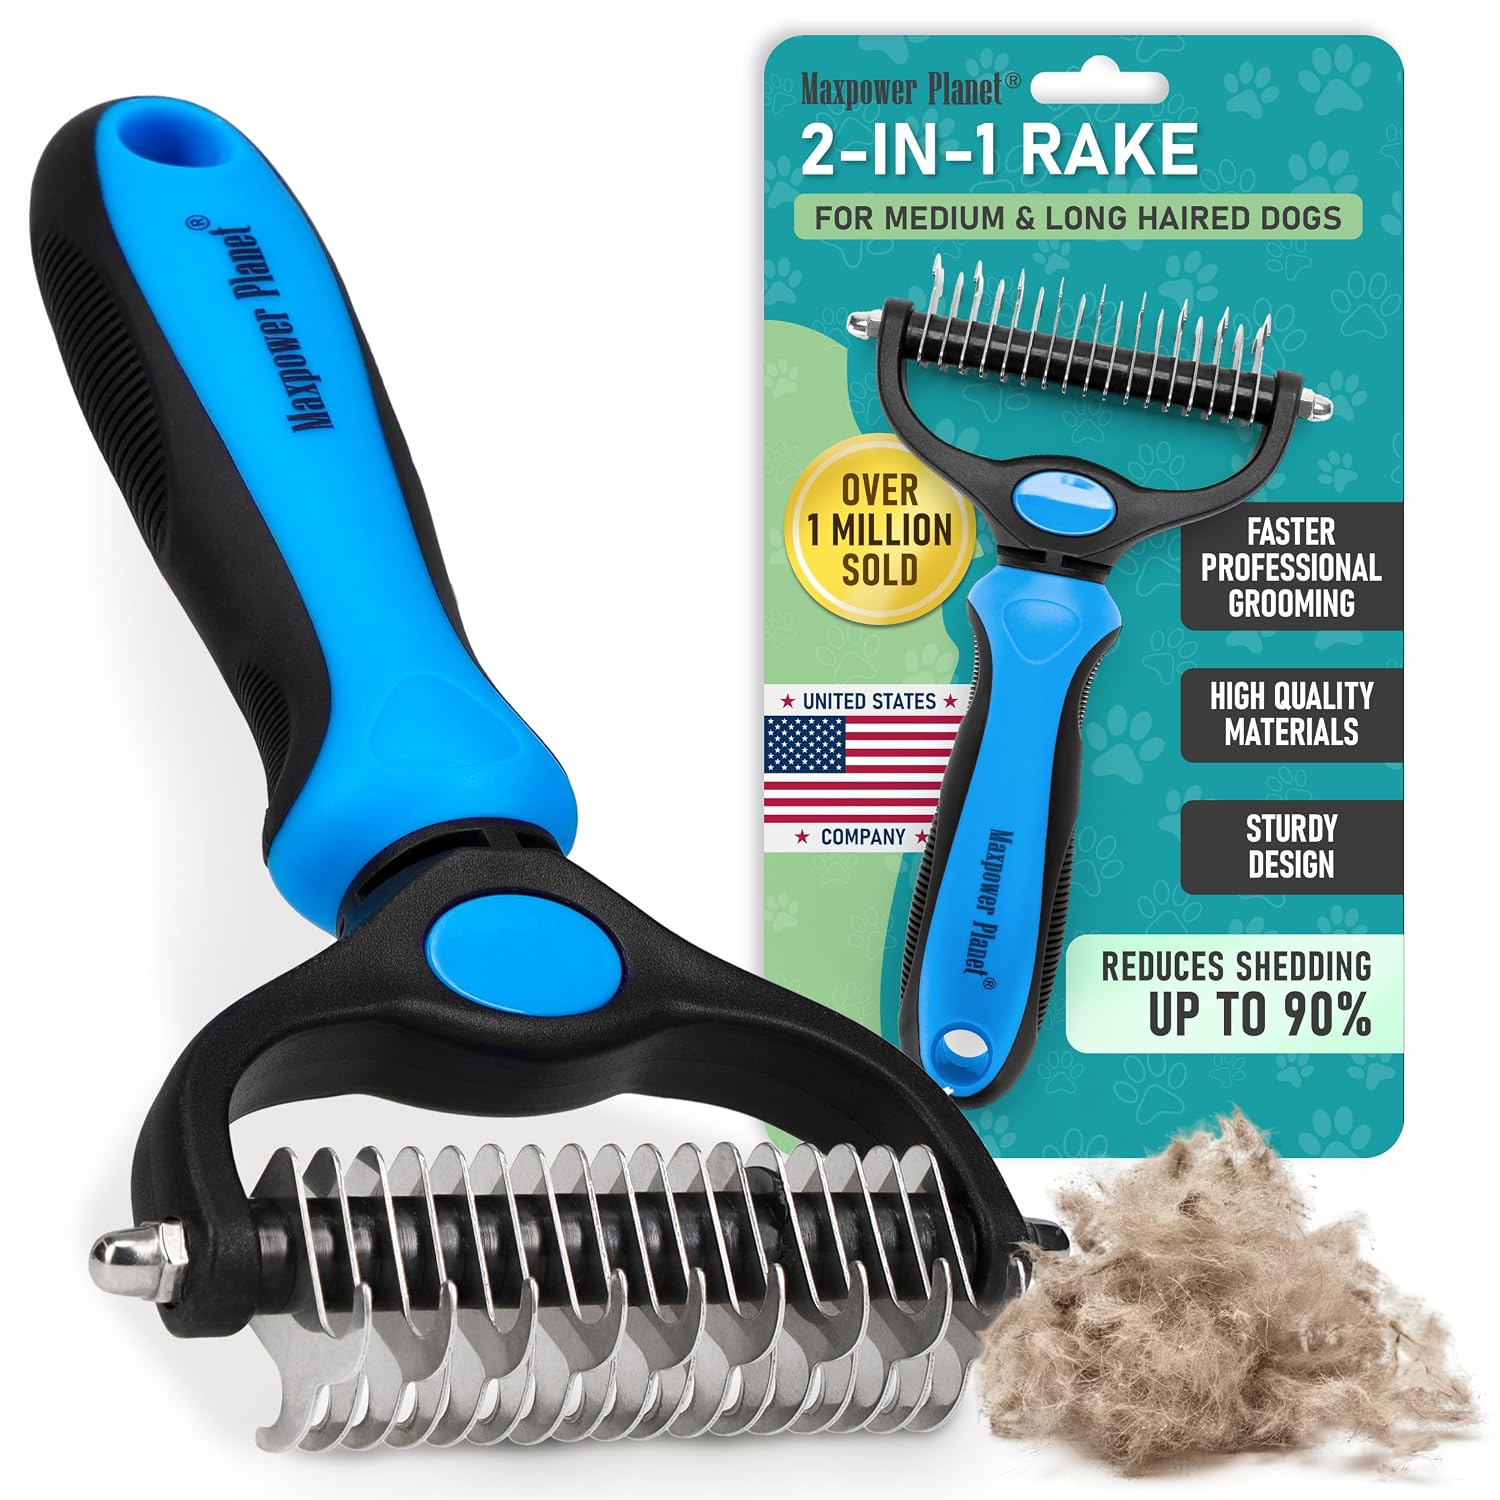 Maxpower Planet®
Maxpower Planet®
2-IN-1 RAKE
FOR MEDIUM & LONG HAIRED DOGS
OVER
1 MILLION
SOLD
FASTER
PROFESSIONAL
GROOMING
★ UNITED STATES ★
HIGH QUALITY
MATERIALS
★ COMPANY ★
STURDY
DESIGN
Maxpower Planet®
REDUCES SHEDDING
UP TO 90%